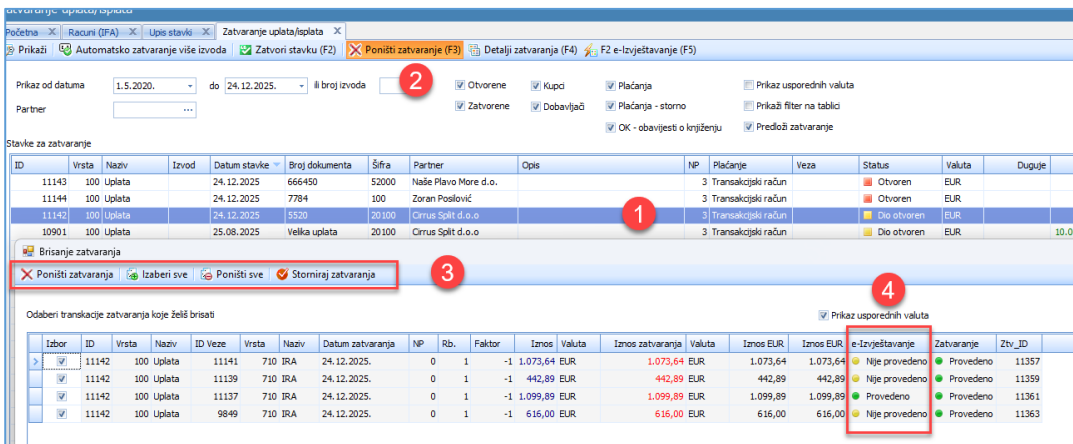 Zatvaranje uplata/isplata
Početna X Racuni (IFA) X Upis stavki X Zatvaranje uplata/isplata X
Prikaži Automatsko zatvaranje više izvoda Zatvori stavku (F2) Poništi zatvaranje (F3) Detalji zatvaranja (F4) F2 e-Izvještavanje (F5)
2
Prikaz od datuma 1.5.2020. do 24.12.2025. ili broj izvoda Otvorene Kupci Plaćanja Prikaz usporednih valuta
Partner ... Zatvorene Dobavljači Plaćanja - storno Prikaži filter na tablici
OK - obavijesti o knjiženju Predloži zatvaranje
Stavke za zatvaranje
ID Vrsta Naziv Izvod Datum stavke Broj dokumenta Šifra Partner Opis NP Plaćanje Veza Status Valuta Duguje
11143 100 Uplata 24.12.2025 666450 52000 Naše Plavo More d.o. 3 Transakcijski račun Otvoren EUR
11144 100 Uplata 24.12.2025 7784 100 Zoran Posilović 3 Transakcijski račun Otvoren EUR
11142 100 Uplata 24.12.2025 5520 20100 Cirrus Split d.o.o 1 3 Transakcijski račun Dio otvoren EUR
10901 100 Uplata 25.08.2025 Velika uplata 20100 Cirrus Split d.o.o 3 Transakcijski račun Dio otvoren EUR 10.0
Brisanje zatvaranja
Poništi zatvaranja Izaberi sve Poništi sve Storniraj zatvaranja 3
4
Odaberi transkacije zatvaranja koje želiš brisati Prikaz usporednih valuta
Izbor ID Vrsta Naziv ID Veze Vrsta Naziv Datum zatvaranja NP Rb. Faktor Iznos Valuta Iznos zatvaranja Valuta Iznos EUR Iznos EUR e-Izvještavanje Zatvaranje Ztv_ID
11142 100 Uplata 11141 710 IRA 24.12.2025. 0 1 -1 1.073,64 EUR 1.073,64 EUR 1.073,64 1.073,64 Nije provedeno Provedeno 11357
11142 100 Uplata 11139 710 IRA 24.12.2025. 0 1 -1 442,89 EUR 442,89 EUR 442,89 442,89 Nije provedeno Provedeno 11359
11142 100 Uplata 11137 710 IRA 24.12.2025. 0 1 -1 1.099,89 EUR 1.099,89 EUR 1.099,89 1.099,89 Provedeno Provedeno 11361
11142 100 Uplata 9849 710 IRA 24.12.2025. 0 1 -1 616,00 EUR 616,00 EUR 616,00 616,00 Nije provedeno Provedeno 11363